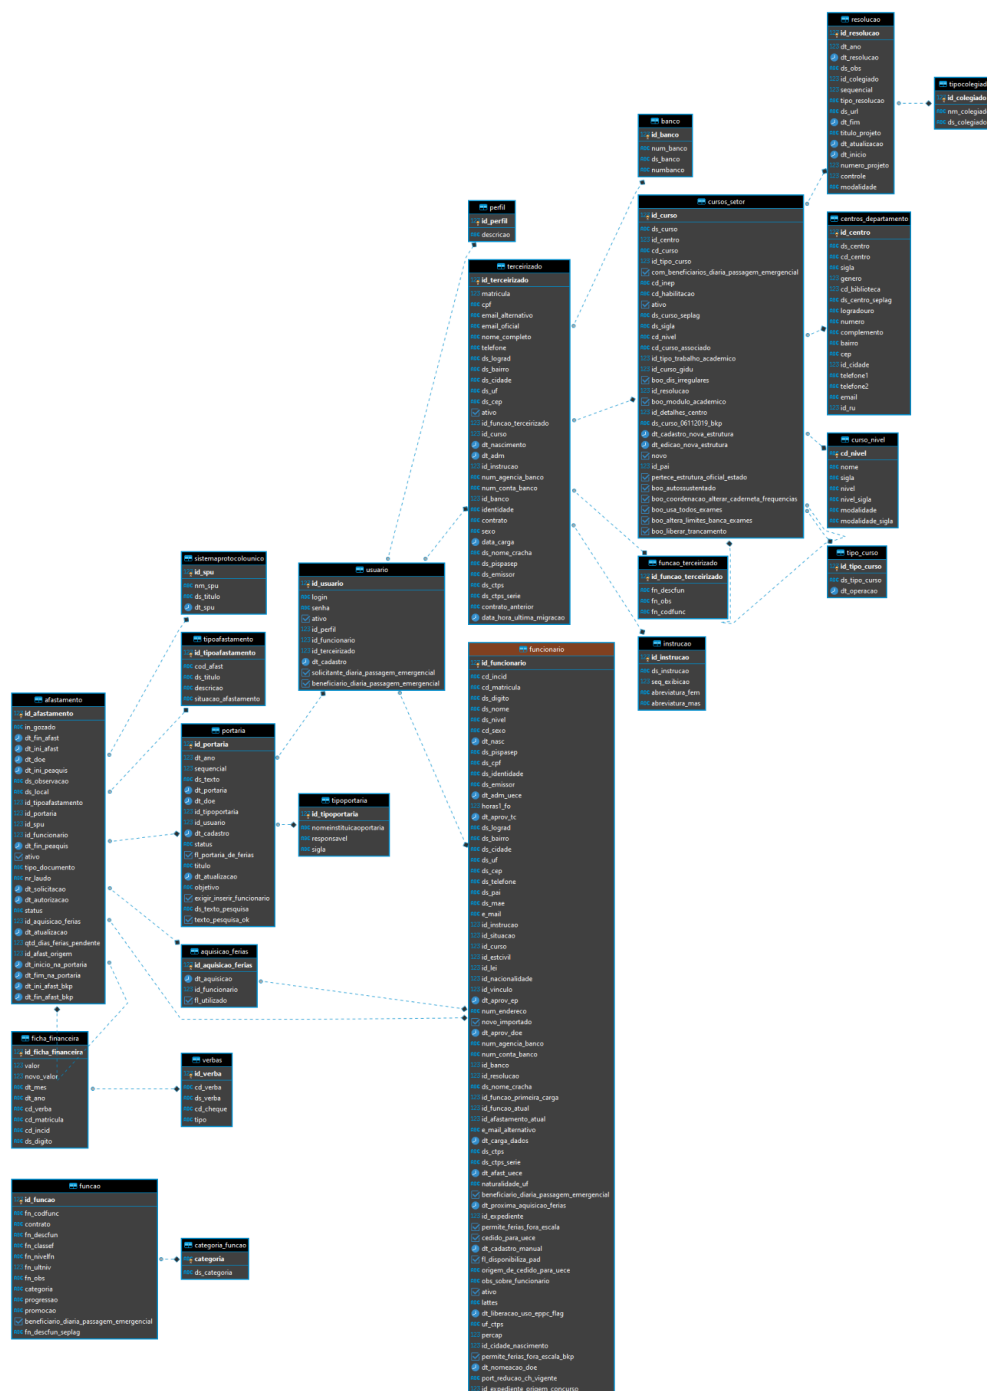 resolucao
id_resolucao
dt_ano
dt_resolucao
ds_obs
id_colegiado
sequencial
tipo_resolucao
ds_url
dt_fim
titulo_projeto
dt_atualizacao
dt_inicio
numero_projeto
controle
modalidade
tipocolegiad
id_colegiado
nm_colegiad
ds_colegiad
banco
id_banco
num_banco
ds_banco
numbanco
cursos_setor
id_curso
ds_curso
id_centro
cd_curso
id_tipo_curso
com_beneficiarios_diaria_passagem_emergencial
cd_inep
cd_habilitacao
ativo
ds_curso_seplag
ds_sigla
cd_nivel
cd_curso_associado
id_tipo_trabalho_academico
id_curso_gidu
boo_dis_irregulares
id_resolucao
boo_modulo_academico
id_detalhes_centro
ds_curso_06112019_bkp
dt_cadastro_nova_estrutura
dt_edicao_nova_estrutura
novo
id_pai
pertece_estrutura_oficial_estado
boo_autossustentado
boo_coordenacao_alterar_caderneta_frequencias
boo_usa_todos_exames
boo_altera_limites_banca_exames
boo_liberar_trancamento
centros_departamento
id_centro
ds_centro
cd_centro
sigla
genero
cd_biblioteca
ds_centro_seplag
logradouro
numero
complemento
bairro
cep
id_cidade
telefone1
telefone2
email
id_ru
curso_nivel
cd_nivel
nome
sigla
nivel
nivel_sigla
modalidade
modalidade_sigla
tipo_curso
id_tipo_curso
ds_tipo_curso
dt_operacao
perfil
id_perfil
descricao
terceirizado
id_terceirizado
matricula
cpf
email_alternativo
email_oficial
nome_completo
telefone
ds_lograd
ds_bairro
ds_cidade
ds_uf
ds_cep
ativo
id_funcao_terceirizado
id_curso
dt_nascimento
dt_adm
id_instrucao
num_agencia_banco
num_conta_banco
id_banco
identidade
contrato
sexo
data_carga
ds_nome_cracha
ds_pispasep
ds_emissor
ds_ctps
ds_ctps_serie
contrato_anterior
data_hora_ultima_migracao
funcao_terceirizado
id_funcao_terceirizado
fn_descfun
fn_obs
fn_codfunc
instrucao
id_instrucao
ds_instrucao
seq_exibicao
abreviatura_fem
abreviatura_mas
sistemaprotocolounico
id_spu
nm_spu
ds_titulo
dt_spu
usuario
id_usuario
login
senha
ativo
id_perfil
id_funcionario
id_terceirizado
dt_cadastro
solicitante_diaria_passagem_emergencial
beneficiario_diaria_passagem_emergencial
tipoafastamento
id_tipoafastamento
cod_afast
ds_titulo
descricao
situacao_afastamento
afastamento
id_afastamento
in_gozado
dt_fin_afast
dt_ini_afast
dt_doe
dt_ini_peaquis
ds_observacao
ds_local
id_tipoafastamento
id_portaria
id_spu
id_funcionario
dt_fin_peaquis
ativo
tipo_documento
nr_laudo
dt_solicitacao
dt_autorizacao
status
id_aquisicao_ferias
dt_atualizacao
qtd_dias_ferias_pendente
id_afast_origem
dt_inicio_na_portaria
dt_fim_na_portaria
dt_ini_afast_bkp
dt_fin_afast_bkp
portaria
id_portaria
dt_ano
sequencial
ds_texto
dt_portaria
dt_doe
id_tipoportaria
id_usuario
dt_cadastro
status
fl_portaria_de_ferias
titulo
dt_atualizacao
objetivo
exigir_inserir_funcionario
ds_texto_pesquisa
texto_pesquisa_ok
tipoportaria
id_tipoportaria
nomeinstituicaoportaria
responsavel
sigla
aquisicao_ferias
id_aquisicao_ferias
dt_aquisicao
id_funcionario
fl_utilizado
ficha_financeira
id_ficha_financeira
valor
novo_valor
dt_mes
dt_ano
cd_verba
cd_matricula
cd_incid
ds_digito
verbas
id_verba
cd_verba
ds_verba
cd_cheque
tipo
funcao
id_funcao
fn_codfunc
contrato
fn_descfun
fn_classef
fn_nivelfn
fn_ultniv
fn_obs
categoria
progressao
promocao
beneficiario_diaria_passagem_emergencial
fn_descfun_seplag
categoria_funcao
categoria
ds_categoria
funcionario
id_funcionario
cd_incid
cd_matricula
ds_digito
ds_nome
ds_nivel
cd_sexo
dt_nasc
ds_pispasep
ds_cpf
ds_identidade
ds_emissor
dt_adm_uece
horas1_fo
dt_aprov_tc
ds_lograd
ds_bairro
ds_cidade
ds_uf
ds_cep
ds_telefone
ds_pai
ds_mae
e_mail
id_instrucao
id_situacao
id_curso
id_estcivil
id_lei
id_nacionalidade
id_vinculo
dt_aprov_ep
num_endereco
novo_importado
dt_aprov_doe
num_agencia_banco
num_conta_banco
id_banco
id_resolucao
ds_nome_cracha
id_funcao_primeira_carga
id_funcao_atual
id_afastamento_atual
e_mail_alternativo
dt_carga_dados
ds_ctps
ds_ctps_serie
dt_afast_uece
naturalidade_uf
beneficiario_diaria_passagem_emergencial
dt_proxima_aquisicao_ferias
id_expediente
permite_ferias_fora_escala
cedido_para_uece
dt_cadastro_manual
fl_disponibiliza_pad
origem_de_cedido_para_uece
obs_sobre_funcionario
ativo
lattes
dt_liberacao_uso_eppc_flag
uf_ctps
percap
id_cidade_nascimento
permite_ferias_fora_escala_bkp
dt_nomeacao_doe
port_reducao_ch_vigente
id_expediente_origem_concurso